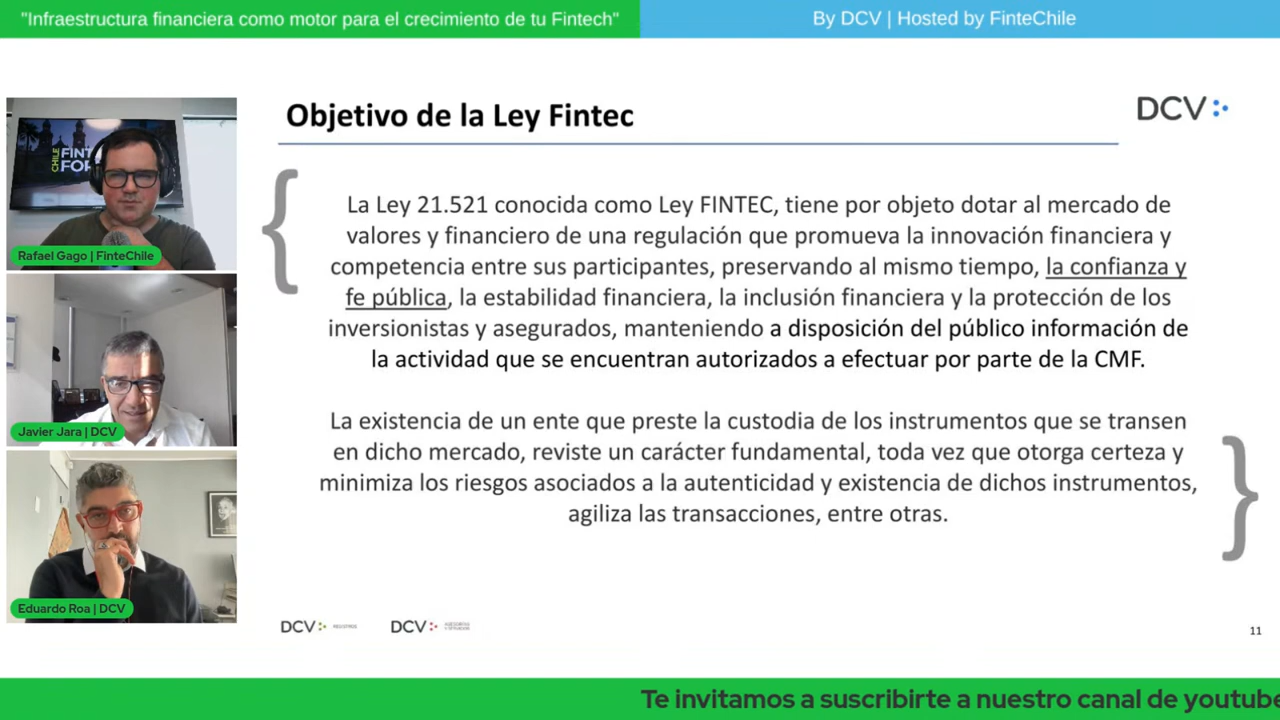 "Infraestructura financiera como motor para el crecimiento de tu Fintech"
By DCV | Hosted by FinteChile
Objetivo de la Ley Fintec
DCV
CHILE
FINT
FOR
Rafael Gago | FinteChile
Javier Jara | DCV
Eduardo Roa | DCV
{
La Ley 21.521 conocida como Ley FINTEC, tiene por objeto dotar al mercado de
valores y financiero de una regulación que promueva la innovación financiera y
competencia entre sus participantes, preservando al mismo tiempo, la confianza y
fe pública, la estabilidad financiera, la inclusión financiera y la protección de los
inversionistas y asegurados, manteniendo a disposición del público información de
la actividad que se encuentran autorizados a efectuar por parte de la CMF.
La existencia de un ente que preste la custodia de los instrumentos que se transen
en dicho mercado, reviste un carácter fundamental, toda vez que otorga certeza y
minimiza los riesgos asociados a la autenticidad y existencia de dichos instrumentos,
agiliza las transacciones, entre otras.
}
DCV REGISTROS
DCV
11
Te invitamos a suscribirte a nuestro canal de youtube